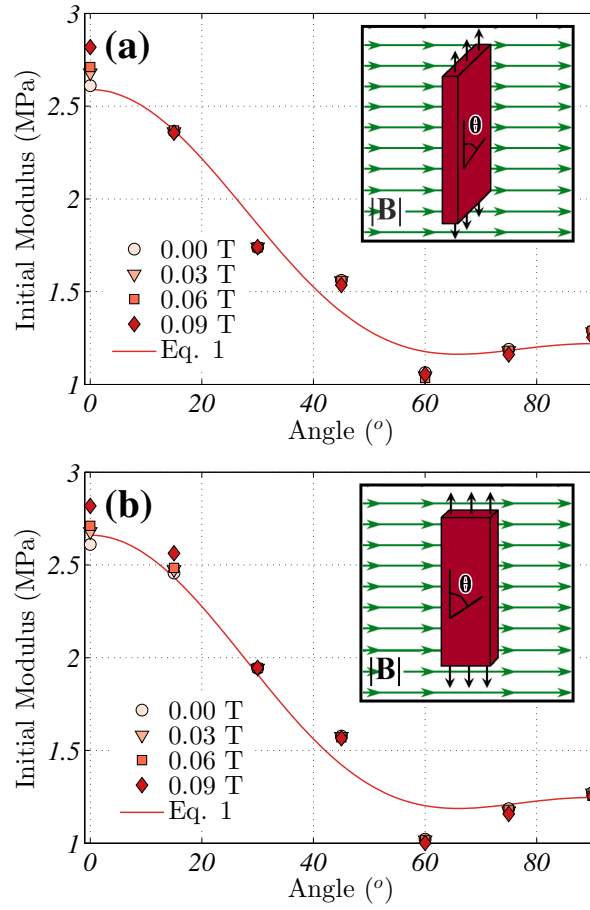 (a)
Initial Modulus (MPa)
3
2.5
2
1.5
1
θ
|B|
0.00 T
0.03 T
0.06 T
0.09 T
Eq. 1
0 20 40 60 80
Angle (°)
(b)
Initial Modulus (MPa)
3
2.5
2
1.5
1
θ
|B|
0.00 T
0.03 T
0.06 T
0.09 T
Eq. 1
0 20 40 60 80
Angle (°)